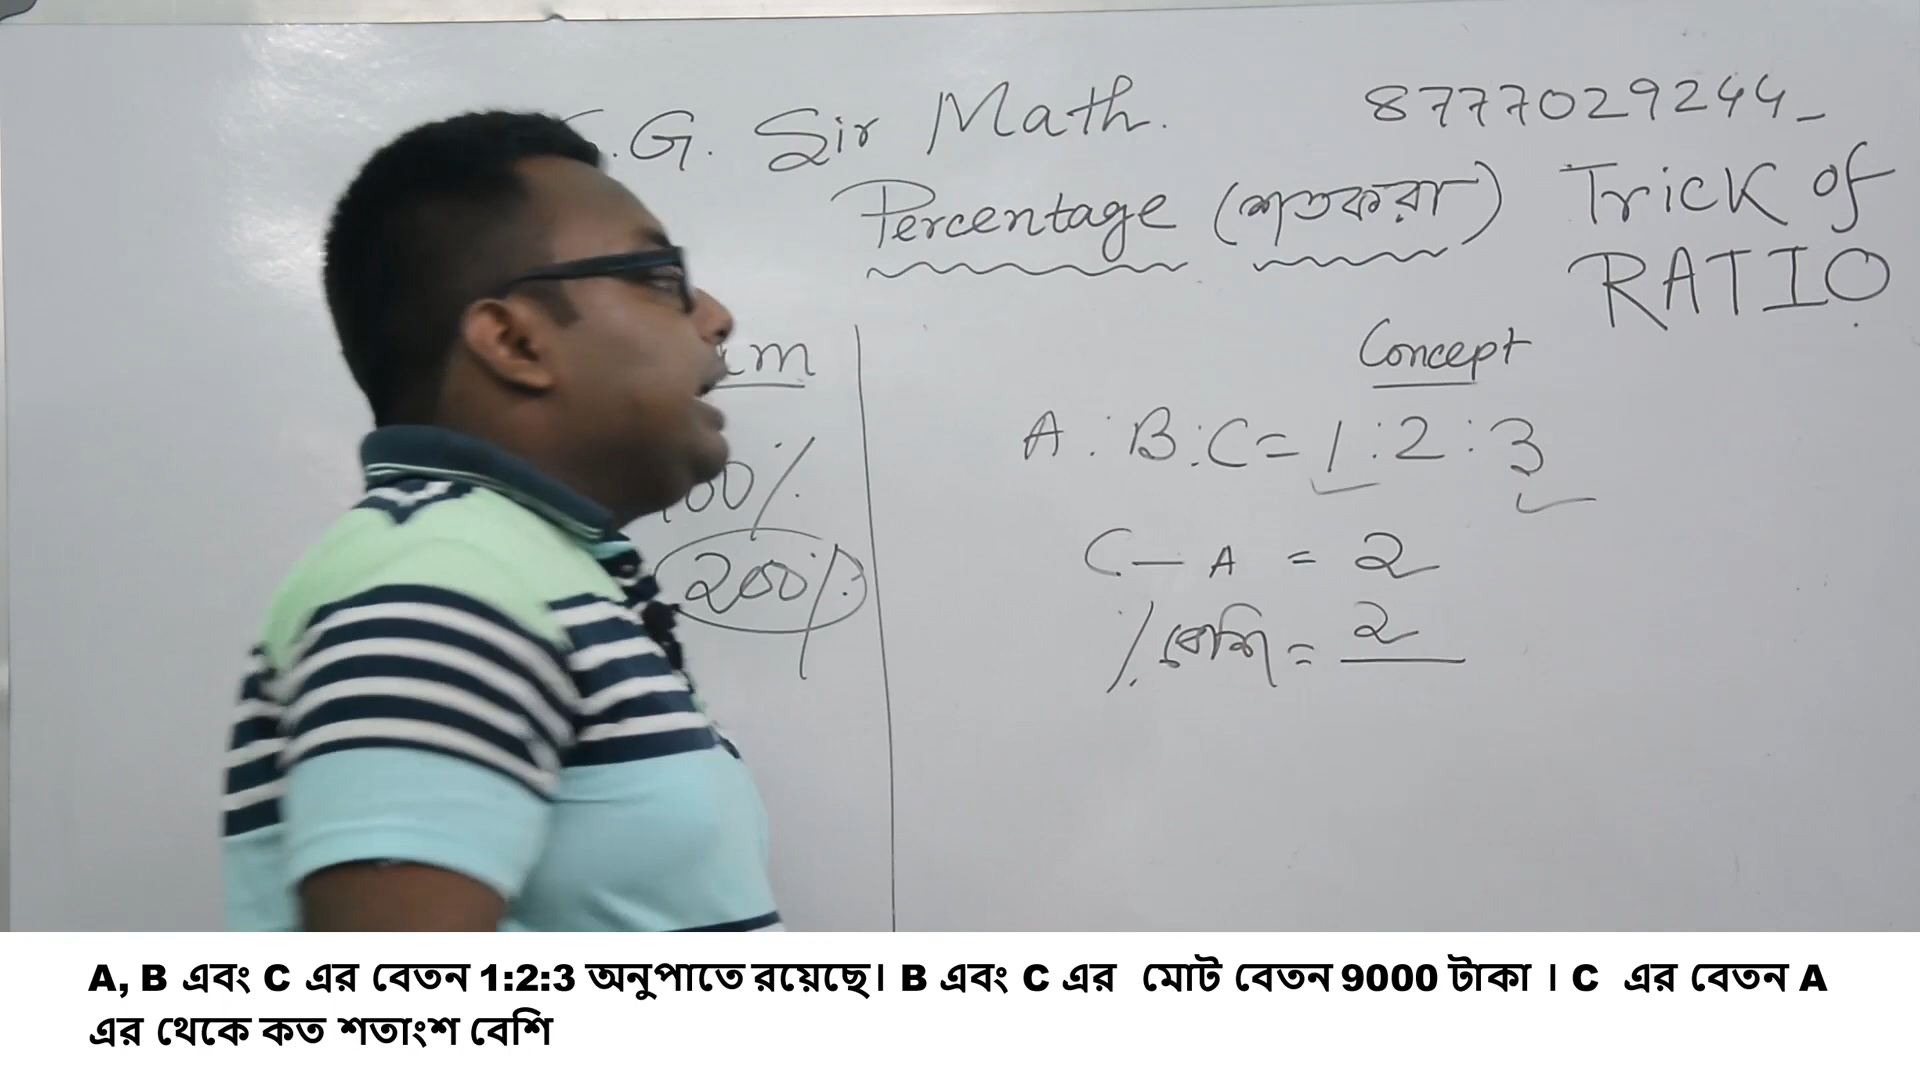 .G. Sir Math.
8777029244
Percentage (শতকরা)
Trick of
RATIO
Concept
A : B : C = 1 : 2 : 3
00%
C - A = 2
200%
% বেশি = 2
A, B এবং C এর বেতন 1:2:3 অনুপাতে রয়েছে। B এবং C এর মোট বেতন 9000 টাকা । C এর বেতন A
এর থেকে কত শতাংশ বেশি